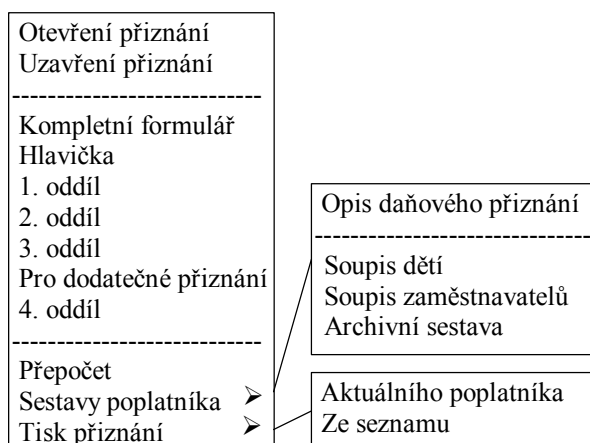 Otevření přiznání
Uzavření přiznání
----------------------------
Kompletní formulář
Hlavička
1. oddíl
2. oddíl
3. oddíl
Pro dodatečné přiznání
4. oddíl
----------------------------
Přepočet
Sestavy poplatníka
Tisk přiznání
Opis daňového přiznání
-------------------------------
Soupis dětí
Soupis zaměstnavatelů
Archivní sestava
Aktuálního poplatníka
Ze seznamu